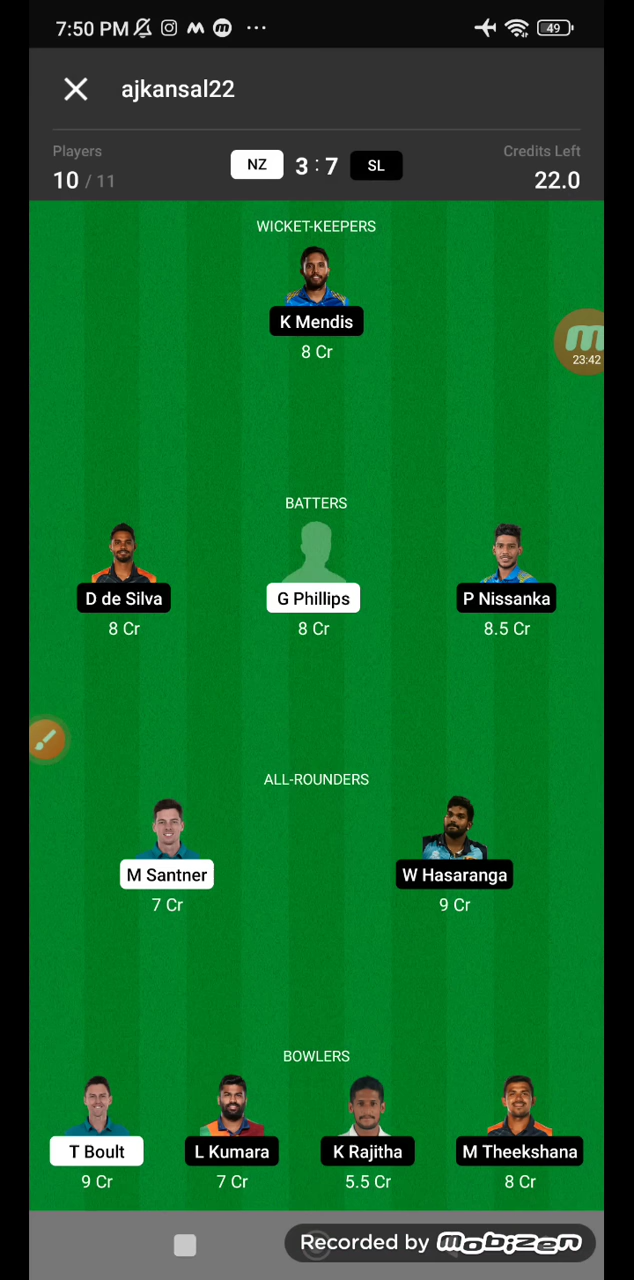 7:50 PM
49
ajkansal22
Players
Credits Left
10 / 11
NZ 3 : 7 SL
22.0
WICKET-KEEPERS
K Mendis
8 Cr
m
23:42
BATTERS
D de Silva
G Phillips
P Nissanka
8 Cr
8 Cr
8.5 Cr
ALL-ROUNDERS
M Santner
W Hasaranga
7 Cr
9 Cr
BOWLERS
T Boult
L Kumara
K Rajitha
M Theekshana
9 Cr
7 Cr
5.5 Cr
8 Cr
Recorded by Mobizen